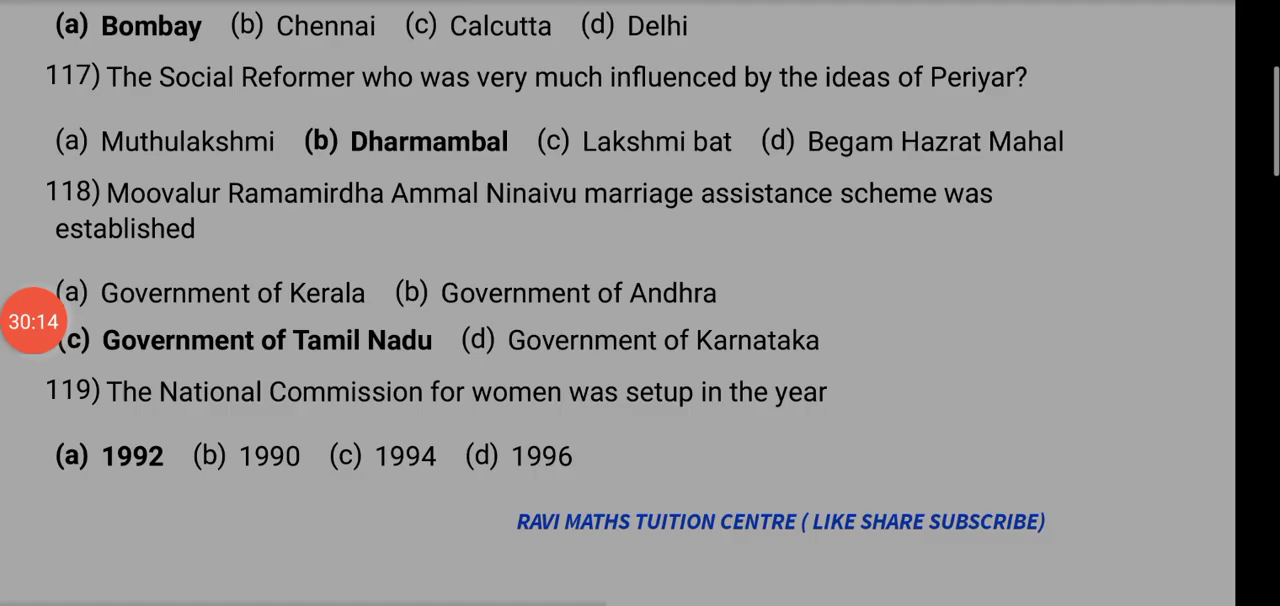 (a) Bombay (b) Chennai (c) Calcutta (d) Delhi
117) The Social Reformer who was very much influenced by the ideas of Periyar?
(a) Muthulakshmi (b) Dharmambal (c) Lakshmi bat (d) Begam Hazrat Mahal
118) Moovalur Ramamirdha Ammal Ninaivu marriage assistance scheme was
established
(a) Government of Kerala (b) Government of Andhra
30:14
(c) Government of Tamil Nadu (d) Government of Karnataka
119) The National Commission for women was setup in the year
(a) 1992 (b) 1990 (c) 1994 (d) 1996
RAVI MATHS TUITION CENTRE ( LIKE SHARE SUBSCRIBE)